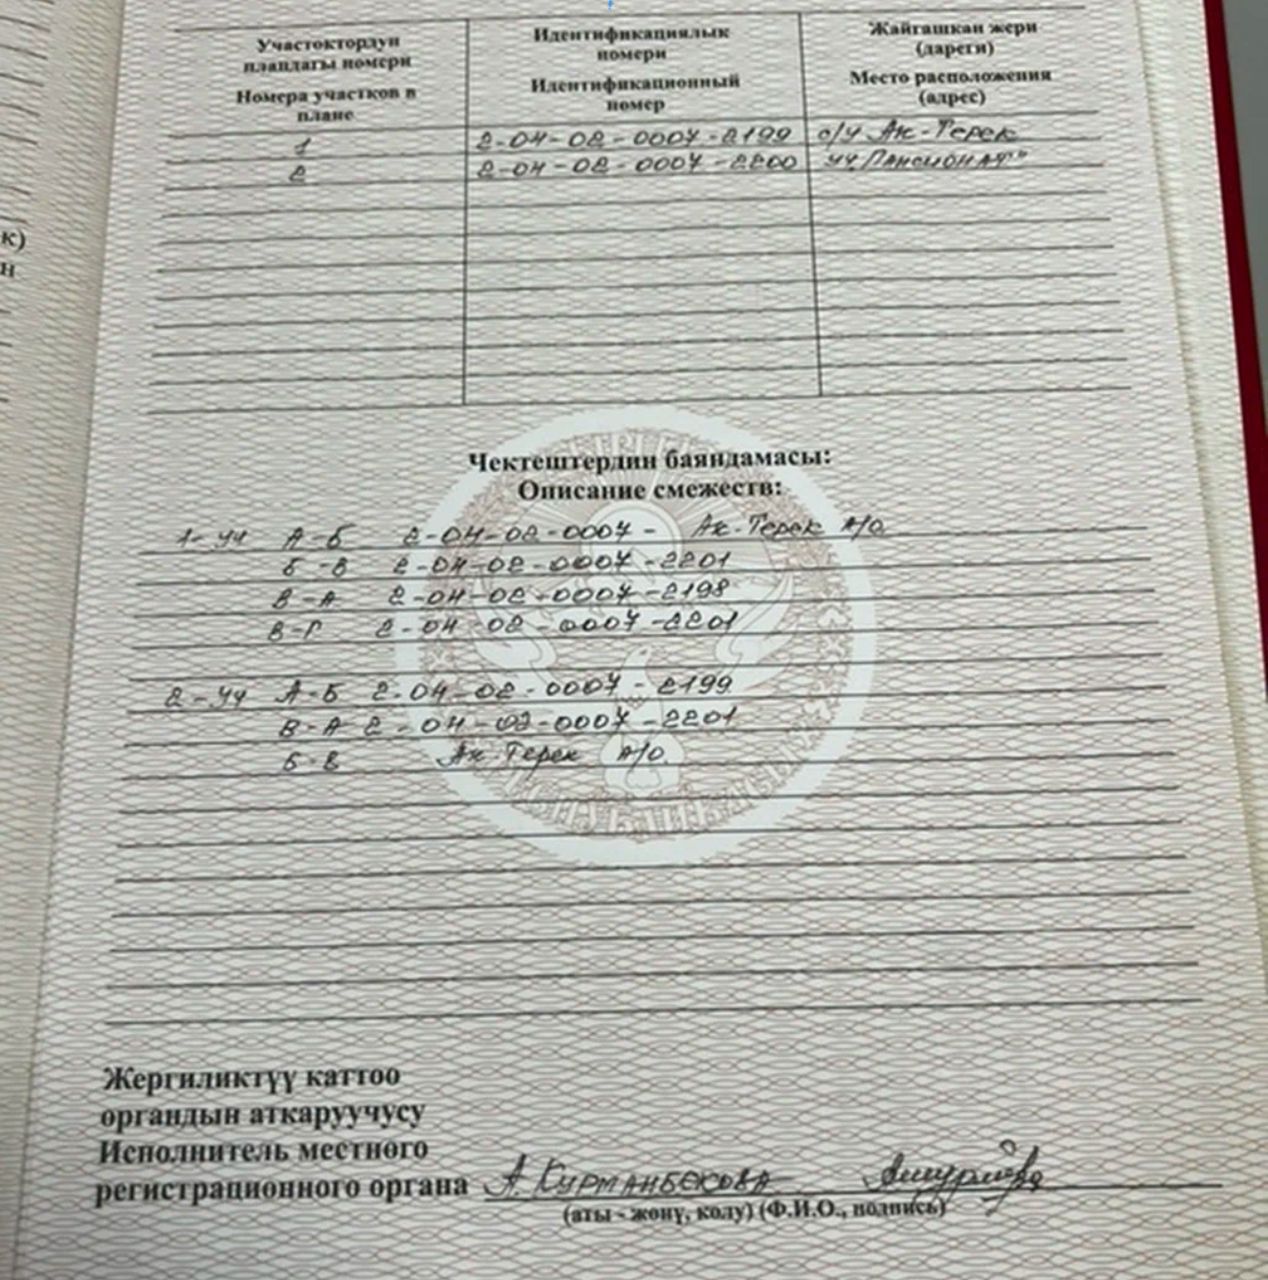 Участоктордун
пландагы номери
Номера участков в
плане
Идентификациялык
номери
Идентификационный
номер
Жайгашкан жери
(дареги)
Место расположения
(адрес)
1 2-04-02-0007-2199 с/у Ак-Терек
2 2-04-02-0007-2200 уч. Пансионат"
к)
н
Чектештердин баяндамасы:
Описание смежеств:
1-уч А-Б 2-04-02-0007- Ак-Терек А/О
Б-В 2-04-02-0007-2201
В-А 2-04-02-0007-2198
В-Г 2-04-02-0007-2201
2-уч А-Б 2-04-02-0007-2199
В-А 2-04-02-0007-2201
Б-В Ак-Терек А/О.
Жергиликтүү каттоо
органдын аткаруучусу
Исполнитель местного
регистрационного органа А. Курманбекова
(аты - жөнү, колу) (Ф.И.О., подпись)